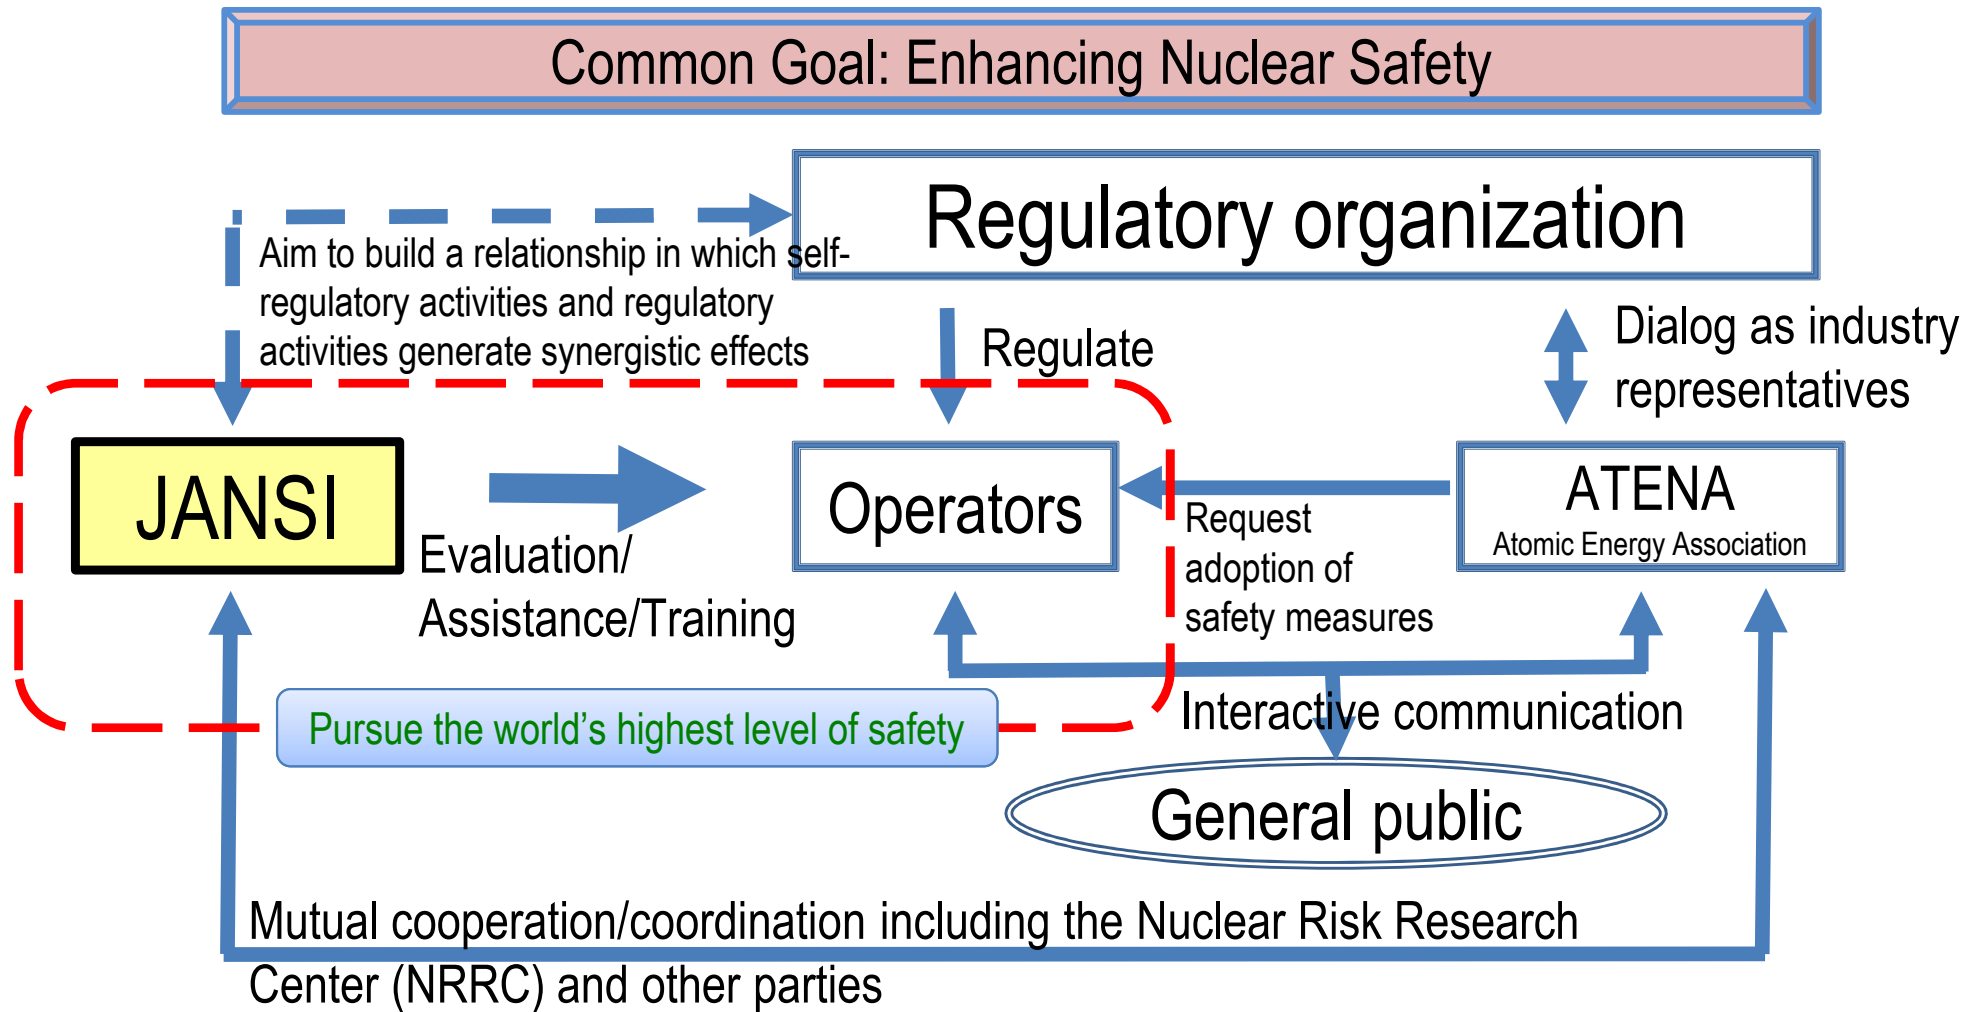 Common Goal: Enhancing Nuclear Safety
Regulatory organization
Aim to build a relationship in which self-
regulatory activities and regulatory
activities generate synergistic effects
Regulate
Dialog as industry
representatives
JANSI
Evaluation/
Assistance/Training
Operators
Request
adoption of
safety measures
ATENA
Atomic Energy Association
Pursue the world’s highest level of safety
Interactive communication
General public
Mutual cooperation/coordination including the Nuclear Risk Research
Center (NRRC) and other parties